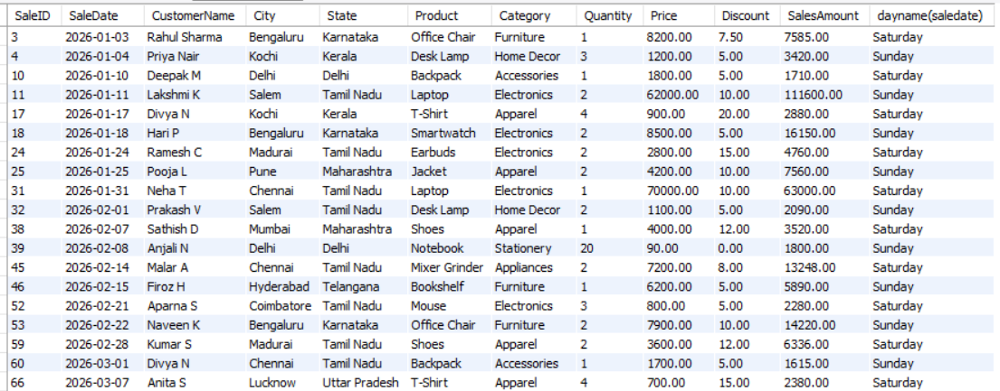 SaleID SaleDate CustomerName City State Product Category Quantity Price Discount SalesAmount dayname(saledate)
3 2026-01-03 Rahul Sharma Bengaluru Karnataka Office Chair Furniture 1 8200.00 7.50 7585.00 Saturday
4 2026-01-04 Priya Nair Kochi Kerala Desk Lamp Home Decor 3 1200.00 5.00 3420.00 Sunday
10 2026-01-10 Deepak M Delhi Delhi Backpack Accessories 1 1800.00 5.00 1710.00 Saturday
11 2026-01-11 Lakshmi K Salem Tamil Nadu Laptop Electronics 2 62000.00 10.00 111600.00 Sunday
17 2026-01-17 Divya N Kochi Kerala T-Shirt Apparel 4 900.00 20.00 2880.00 Saturday
18 2026-01-18 Hari P Bengaluru Karnataka Smartwatch Electronics 2 8500.00 5.00 16150.00 Sunday
24 2026-01-24 Ramesh C Madurai Tamil Nadu Earbuds Electronics 2 2800.00 15.00 4760.00 Saturday
25 2026-01-25 Pooja L Pune Maharashtra Jacket Apparel 2 4200.00 10.00 7560.00 Sunday
31 2026-01-31 Neha T Chennai Tamil Nadu Laptop Electronics 1 70000.00 10.00 63000.00 Saturday
32 2026-02-01 Prakash V Salem Tamil Nadu Desk Lamp Home Decor 2 1100.00 5.00 2090.00 Sunday
38 2026-02-07 Sathish D Mumbai Maharashtra Shoes Apparel 1 4000.00 12.00 3520.00 Saturday
39 2026-02-08 Anjali N Delhi Delhi Notebook Stationery 20 90.00 0.00 1800.00 Sunday
45 2026-02-14 Malar A Chennai Tamil Nadu Mixer Grinder Appliances 2 7200.00 8.00 13248.00 Saturday
46 2026-02-15 Firoz H Hyderabad Telangana Bookshelf Furniture 1 6200.00 5.00 5890.00 Sunday
52 2026-02-21 Aparna S Coimbatore Tamil Nadu Mouse Electronics 3 800.00 5.00 2280.00 Saturday
53 2026-02-22 Naveen K Bengaluru Karnataka Office Chair Furniture 2 7900.00 10.00 14220.00 Sunday
59 2026-02-28 Kumar S Madurai Tamil Nadu Shoes Apparel 2 3600.00 12.00 6336.00 Saturday
60 2026-03-01 Divya N Chennai Tamil Nadu Backpack Accessories 1 1700.00 5.00 1615.00 Sunday
66 2026-03-07 Anita S Lucknow Uttar Pradesh T-Shirt Apparel 4 700.00 15.00 2380.00 Saturday